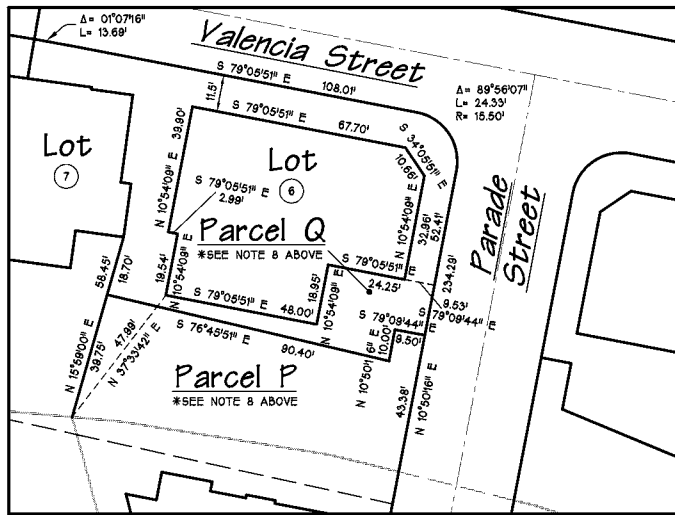 Δ = 01°07'16"
L= 13.69'
Valencia Street
S 79°05'51" E
108.01'
Δ = 89°56'07"
L= 24.33'
R= 15.50'
11.5'
S 79°05'51" E
67.70'
S 34°05'51" E
10.66'
39.90'
N 10°54'09" E
Lot
7
Lot
6
S 79°05'51" E
2.99'
N 10°54'09" E
32.96'
52.41'
Parade
Street
Parcel Q
*SEE NOTE 8 ABOVE
S 79°05'51" E
24.25'
234.29'
9.53'
S 79°09'44" E
58.45'
18.70'
19.54'
N 10°54'09" E
S 79°05'51" E
48.00'
18.95'
N 10°54'09" E
S 79°09'44" E
9.50'
10.00'
N 10°50'16" E
S 76°45'51" E
90.40'
N 15°59'00" E
39.75'
47.99'
N 37°33'42" E
Parcel P
*SEE NOTE 8 ABOVE
43.38'
N 10°50'16" E